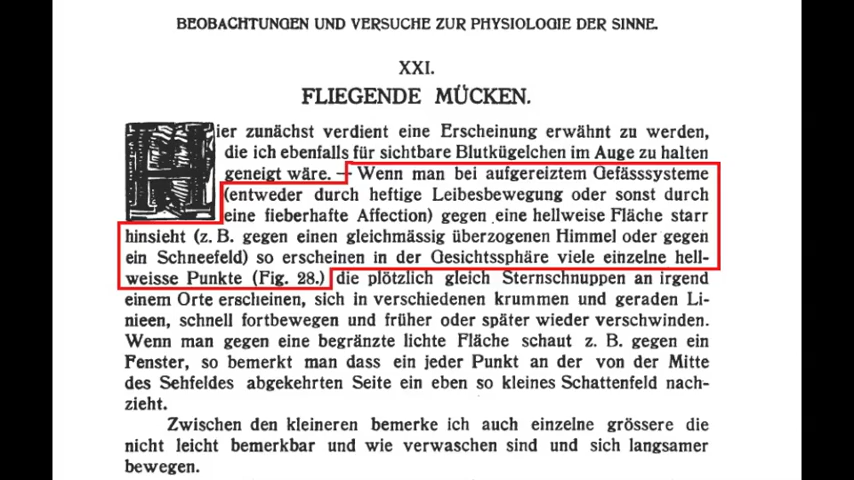 BEOBACHTUNGEN UND VERSUCHE ZUR PHYSIOLOGIE DER SINNE.
XXI.
FLIEGENDE MÜCKEN.
Hier zunächst verdient eine Erscheinung erwähnt zu werden,
die ich ebenfalls für sichtbare Blutkügelchen im Auge zu halten
geneigt wäre. — Wenn man bei aufgereiztem Gefässsysteme
(entweder durch heftige Leibesbewegung oder sonst durch
eine fieberhafte Affection) gegen eine hellweise Fläche starr
hinsieht (z. B. gegen einen gleichmässig überzogenen Himmel oder gegen
ein Schneefeld) so erscheinen in der Gesichtssphäre viele einzelne hell-
weisse Punkte (Fig. 28.) die plötzlich gleich Sternschnuppen an irgend
einem Orte erscheinen, sich in verschiedenen krummen und geraden Li-
nieen, schnell fortbewegen und früher oder später wieder verschwinden.
Wenn man gegen eine begränzte lichte Fläche schaut z. B. gegen ein
Fenster, so bemerkt man dass ein jeder Punkt an der von der Mitte
des Sehfeldes abgekehrten Seite ein eben so kleines Schattenfeld nach-
zieht.
Zwischen den kleineren bemerke ich auch einzelne grössere die
nicht leicht bemerkbar und wie verwaschen sind und sich langsamer
bewegen.